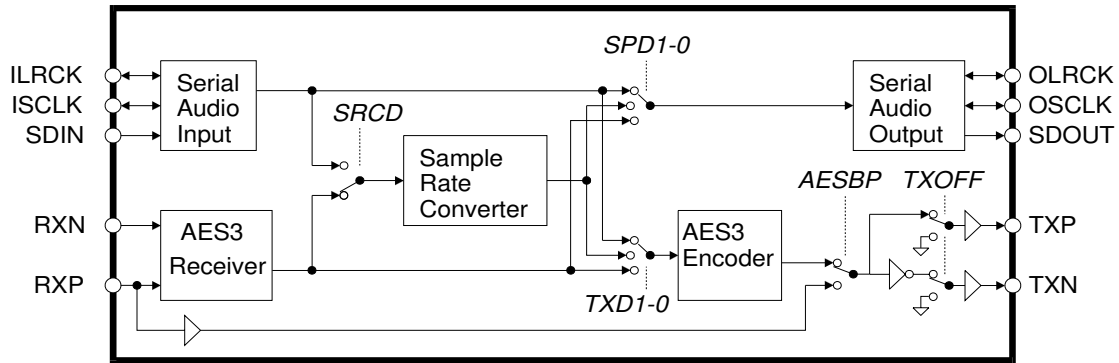 SPD1-0
ILRCK
ISCLK
SDIN
Serial
Audio
Input
SRCD
Sample
Rate
Converter
Serial
Audio
Output
OLRCK
OSCLK
SDOUT
AESBP
TXOFF
RXN
RXP
AES3
Receiver
AES3
Encoder
TXD1-0
TXP
TXN